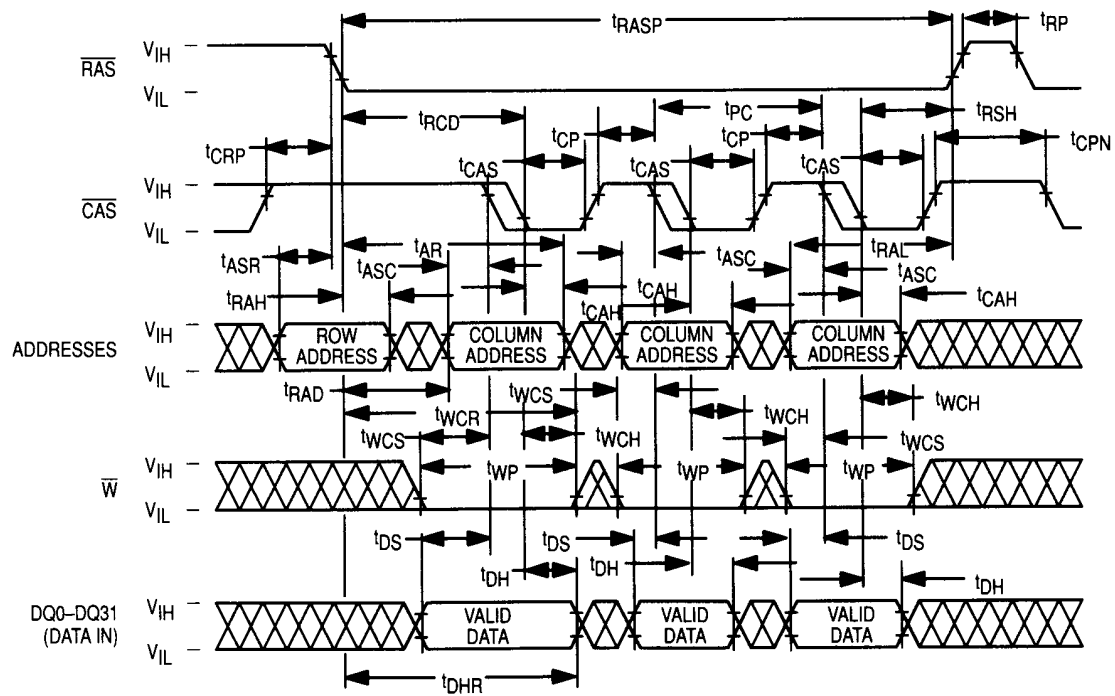 tRASP
tRP
RAS
VIH
VIL
tRCD
tPC
tRSH
tCRP
tCP
tCP
tCPN
tCAS
tCAS
tCAS
CAS
VIH
VIL
tASR
tAR
tASC
tASC
tRAL
tASC
tRAH
tCAH
tCAH
tCAH
ADDRESSES
VIH
VIL
ROW ADDRESS
COLUMN ADDRESS
COLUMN ADDRESS
COLUMN ADDRESS
tRAD
tWCS
tWCR
tWCH
tWCH
tWCS
tWCH
tWCS
W
VIH
VIL
tWP
tWP
tWP
tDS
tDS
tDS
tDH
tDH
tDH
DQ0–DQ31
(DATA IN)
VIH
VIL
VALID DATA
VALID DATA
VALID DATA
tDHR